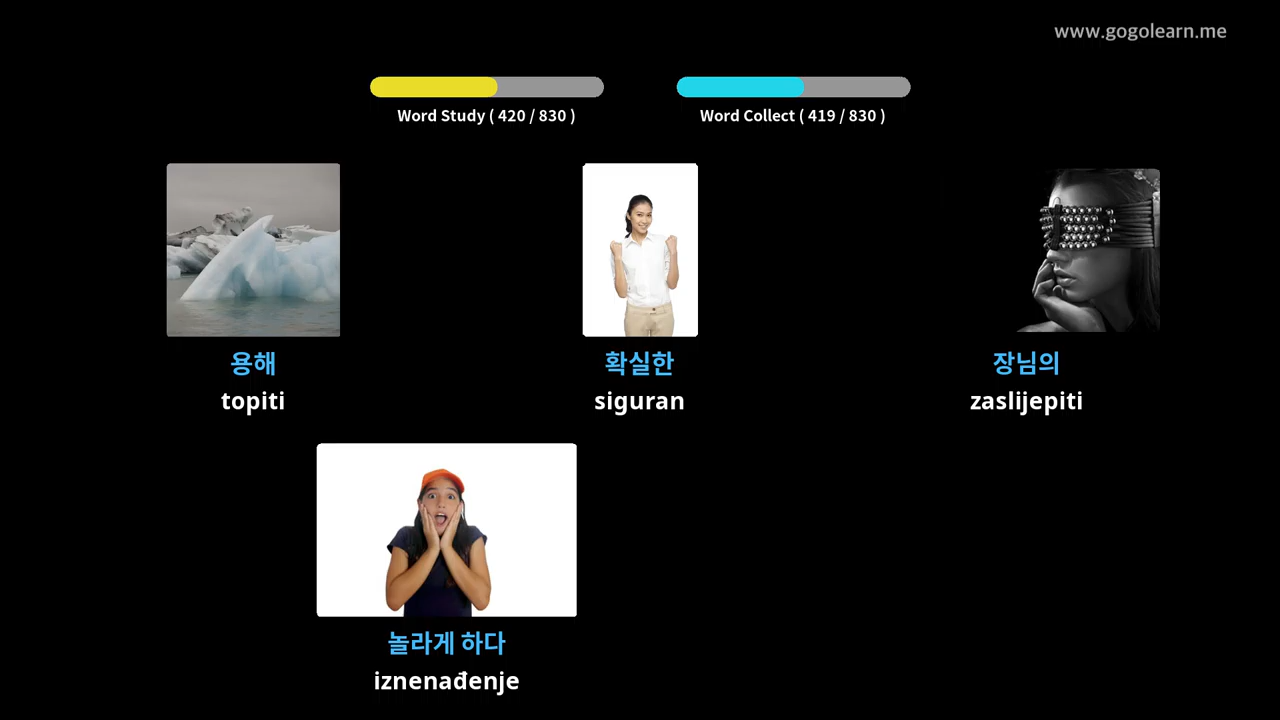 www.gogolearn.me
Word Study ( 420 / 830 )
Word Collect ( 419 / 830 )
용해
topiti
확실한
siguran
장님의
zaslijepiti
놀라게 하다
iznenađenje